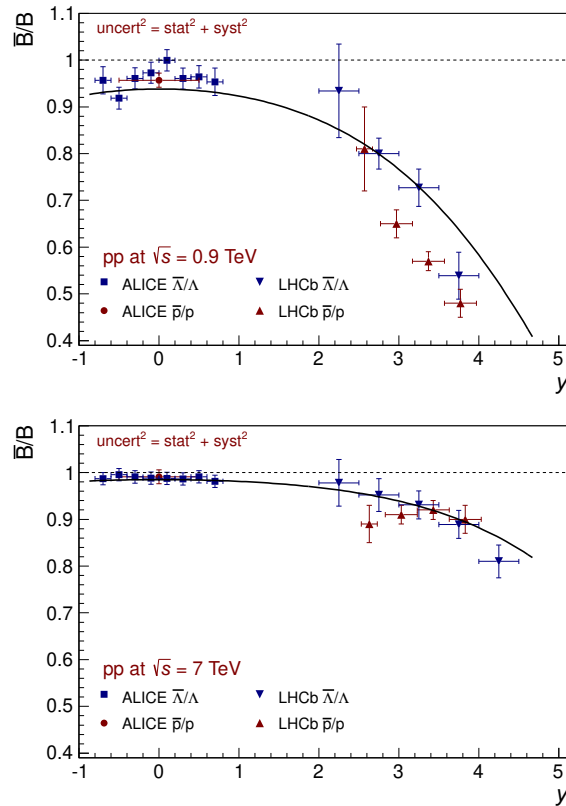 B̅/B
uncert² = stat² + syst²
1.1
1
0.9
0.8
0.7
0.6
0.5
0.4
pp at √s = 0.9 TeV
ALICE Λ̅/Λ
LHCb Λ̅/Λ
ALICE p̅/p
LHCb p̅/p
-1 0 1 2 3 4 5
y
B̅/B
uncert² = stat² + syst²
1.1
1
0.9
0.8
0.7
0.6
0.5
0.4
pp at √s = 7 TeV
ALICE Λ̅/Λ
LHCb Λ̅/Λ
ALICE p̅/p
LHCb p̅/p
-1 0 1 2 3 4 5
y